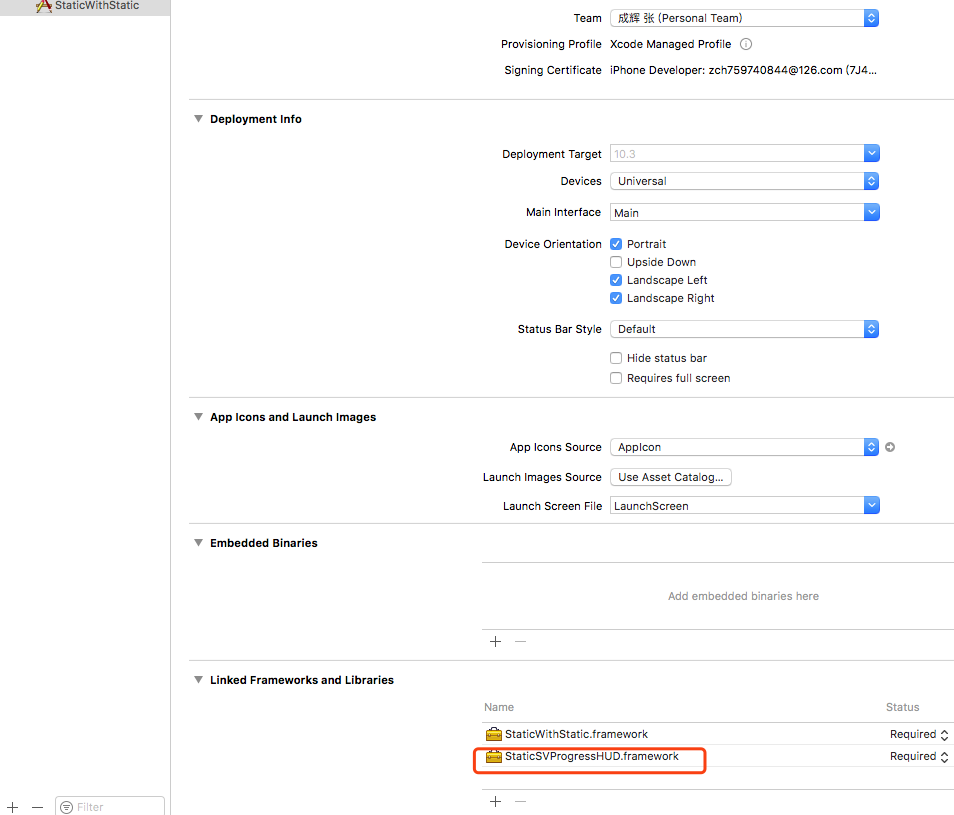 StaticWithStatic
Team 成辉 张 (Personal Team)
Provisioning Profile Xcode Managed Profile
Signing Certificate iPhone Developer: zch759740844@126.com (7J4...
Deployment Info
Deployment Target 10.3
Devices Universal
Main Interface Main
Device Orientation Portrait
Upside Down
Landscape Left
Landscape Right
Status Bar Style Default
Hide status bar
Requires full screen
App Icons and Launch Images
App Icons Source AppIcon
Launch Images Source Use Asset Catalog...
Launch Screen File LaunchScreen
Embedded Binaries
Add embedded binaries here
Linked Frameworks and Libraries
Name Status
StaticWithStatic.framework Required
StaticSVProgressHUD.framework Required
Filter